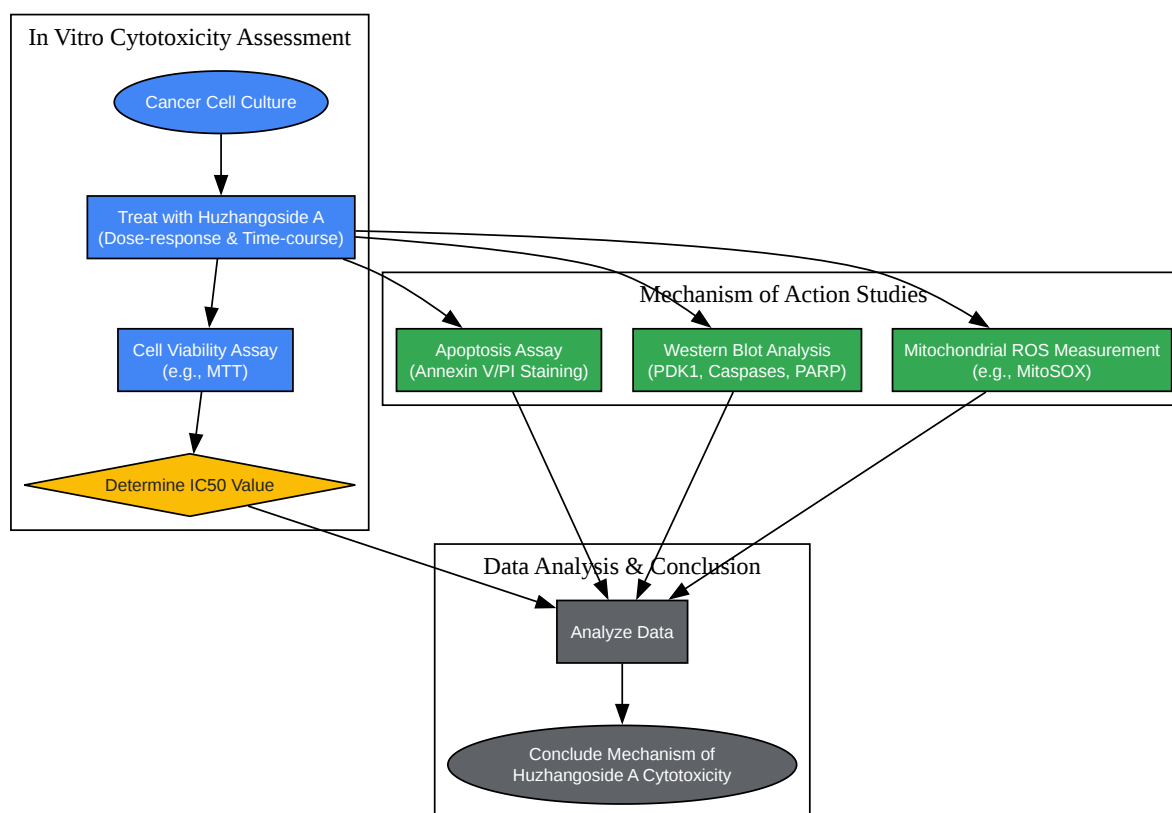 In Vitro Cytotoxicity Assessment
Cancer Cell Culture
Treat with Huzhangoside A
(Dose-response & Time-course)
Cell Viability Assay
(e.g., MTT)
Determine IC50 Value
Mechanism of Action Studies
Apoptosis Assay
(Annexin V/PI Staining)
Western Blot Analysis
(PDK1, Caspases, PARP)
Mitochondrial ROS Measurement
(e.g., MitoSOX)
Data Analysis & Conclusion
Analyze Data
Conclude Mechanism of
Huzhangoside A Cytotoxicity